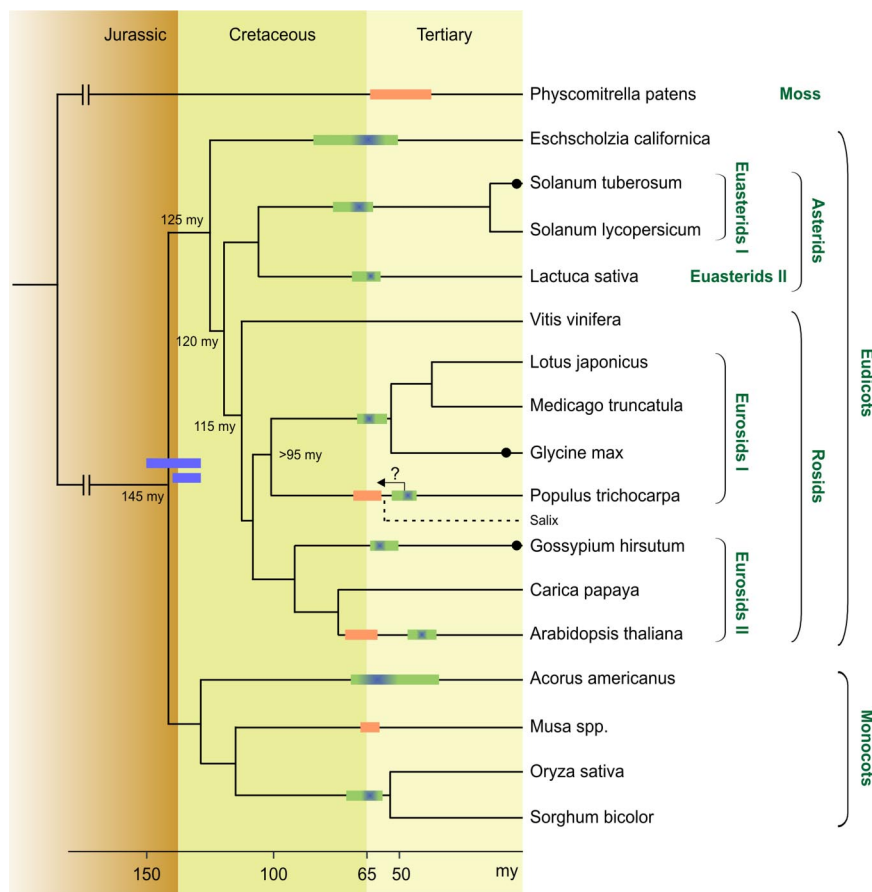 Jurassic Cretaceous Tertiary
Physcomitrella patens Moss
Eschscholzia californica
Solanum tuberosum
Solanum lycopersicum
Euasterids I
Asterids
125 my
Lactuca sativa Euasterids II
Vitis vinifera
120 my
Lotus japonicus
Medicago truncatula
Eurosids I
Eudicots
115 my
>95 my
Glycine max
Rosids
?
Populus trichocarpa
145 my
Salix
Gossypium hirsutum
Carica papaya
Eurosids II
Arabidopsis thaliana
Acorus americanus
Musa spp.
Monocots
Oryza sativa
Sorghum bicolor
150 100 65 50 my